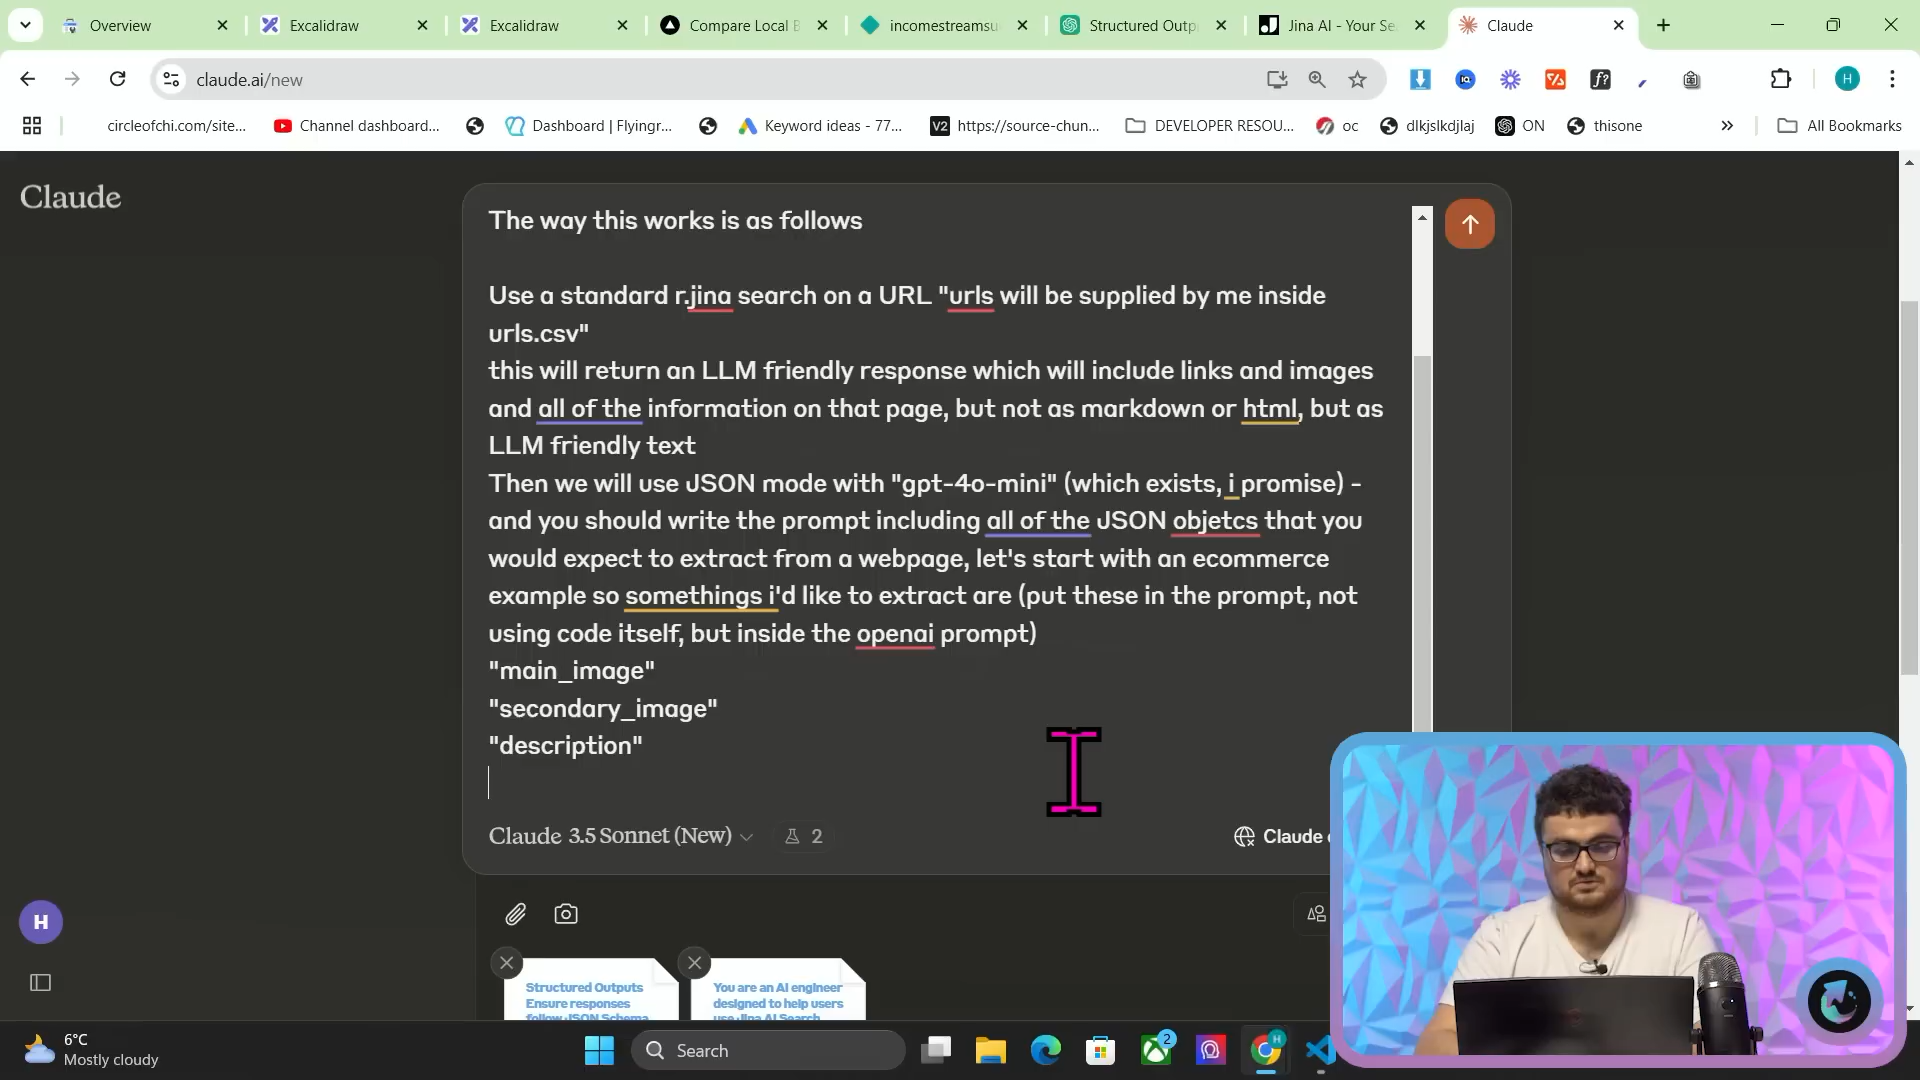 Overview
Excalidraw
Excalidraw
Compare Local B
incomestreamsu
Structured Outp
Jina AI - Your Se
Claude
claude.ai/new
circleofchi.com/site...
Channel dashboard...
Dashboard | Flyingr...
Keyword ideas - 77...
V2 https://source-chun...
DEVELOPER RESOU...
oc
dlkjslkdjlaj
ON
thisone
All Bookmarks
Claude
The way this works is as follows
Use a standard r.jina search on a URL "urls will be supplied by me inside
urls.csv"
this will return an LLM friendly response which will include links and images
and all of the information on that page, but not as markdown or html, but as
LLM friendly text
Then we will use JSON mode with "gpt-4o-mini" (which exists, i promise) -
and you should write the prompt including all of the JSON objetcs that you
would expect to extract from a webpage, let's start with an ecommerce
example so somethings i'd like to extract are (put these in the prompt, not
using code itself, but inside the openai prompt)
"main_image"
"secondary_image"
"description"
Claude 3.5 Sonnet (New)
2
Claude
H
Structured Outputs
Ensure responses
follow JSON Schema
You are an AI engineer
designed to help users
use Jina AI Search
6°C
Mostly cloudy
Search
2
H